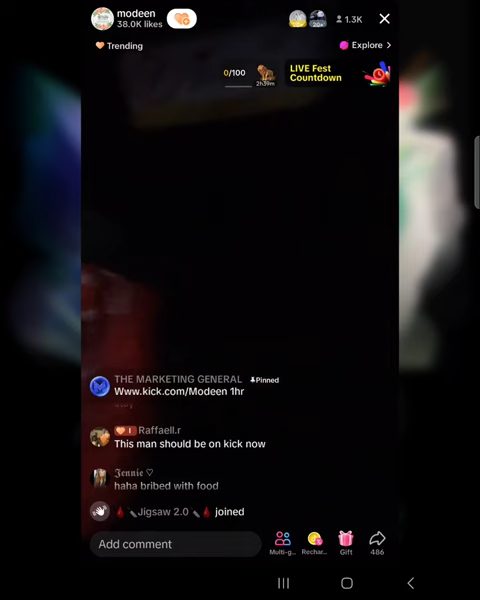 modeen
38.0K likes
1.3K
Trending
Explore >
0/100
2h39m
LIVE Fest
Countdown
THE MARKETING GENERAL Pinned
Www.kick.com/Modeen 1hr
Raffaell.r
This man should be on kick now
𝕵𝖊𝖓𝖓𝖎𝖊 ♡
haha bribed with food
🩸🔪Jigsaw 2.0🔪🩸 joined
Add comment
Multi-g...
Rechar...
Gift
486